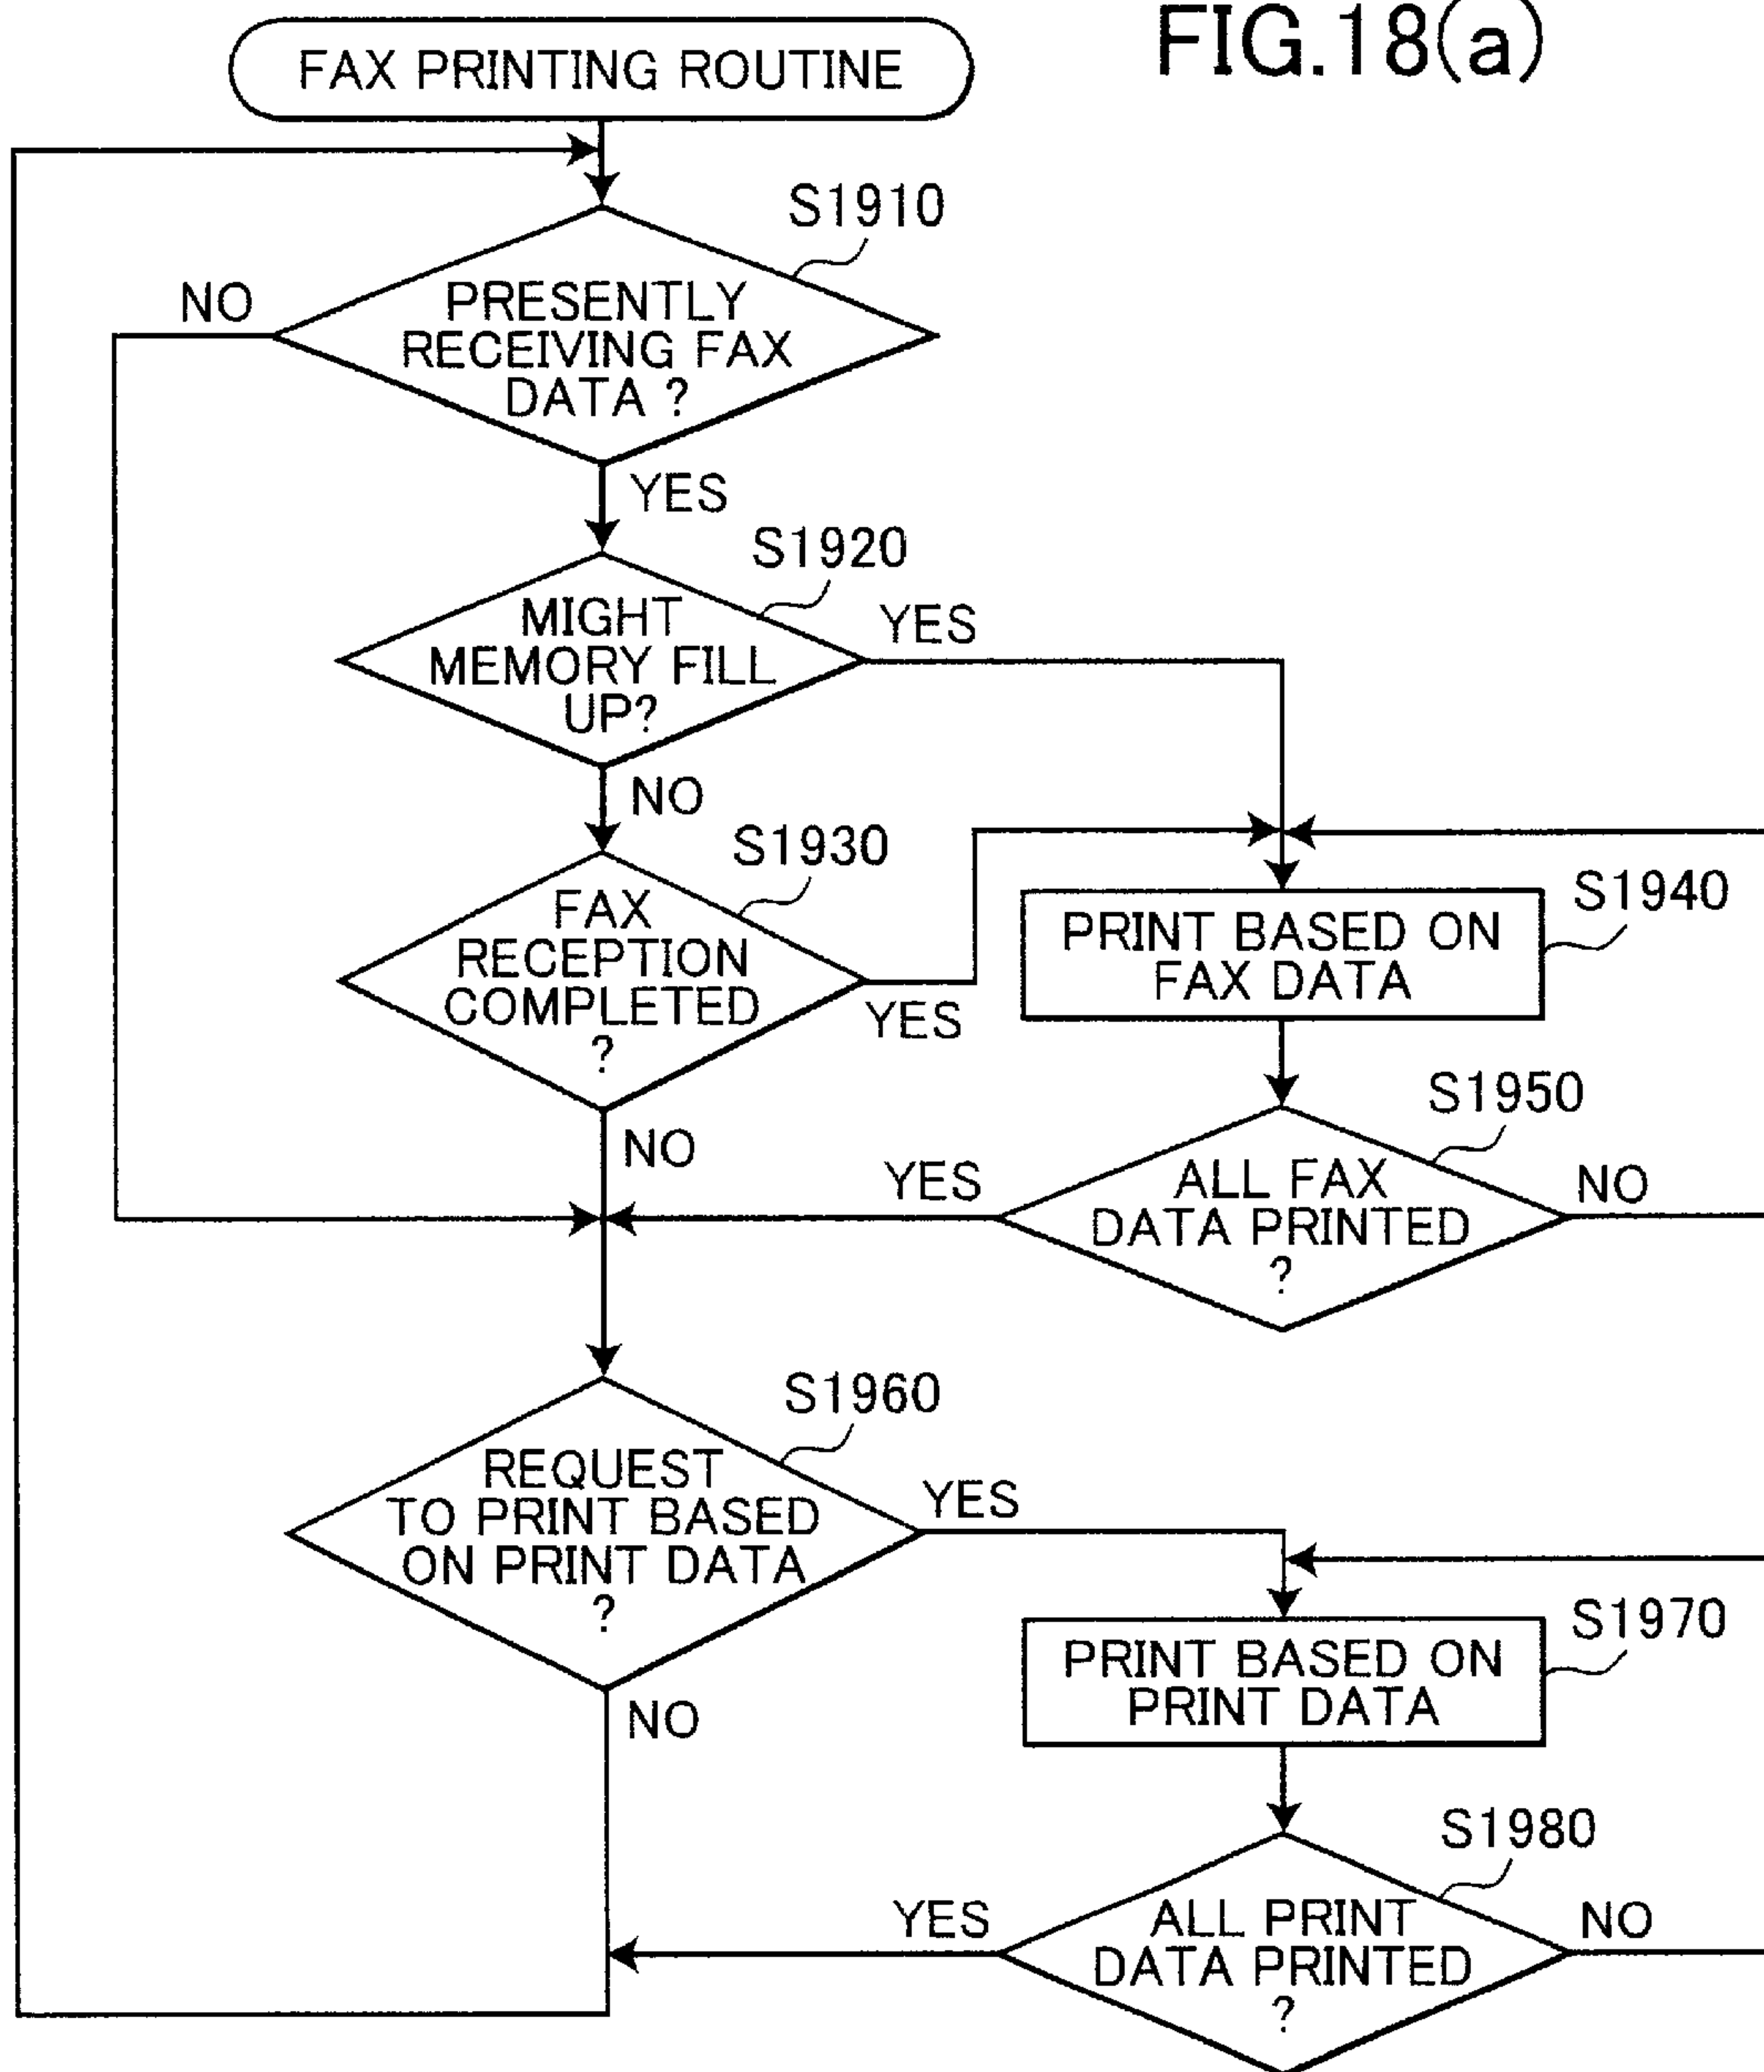 FIG.18(a)
FAX PRINTING ROUTINE
S1910
NO
PRESENTLY
RECEIVING FAX
DATA ?
YES
S1920
MIGHT
MEMORY FILL
UP?
YES
NO
S1930
FAX
RECEPTION
COMPLETED
?
YES
S1940
PRINT BASED ON
FAX DATA
NO
S1950
YES
ALL FAX
DATA PRINTED
?
NO
S1960
REQUEST
TO PRINT BASED
ON PRINT DATA
?
YES
S1970
PRINT BASED ON
PRINT DATA
NO
S1980
YES
ALL PRINT
DATA PRINTED
?
NO